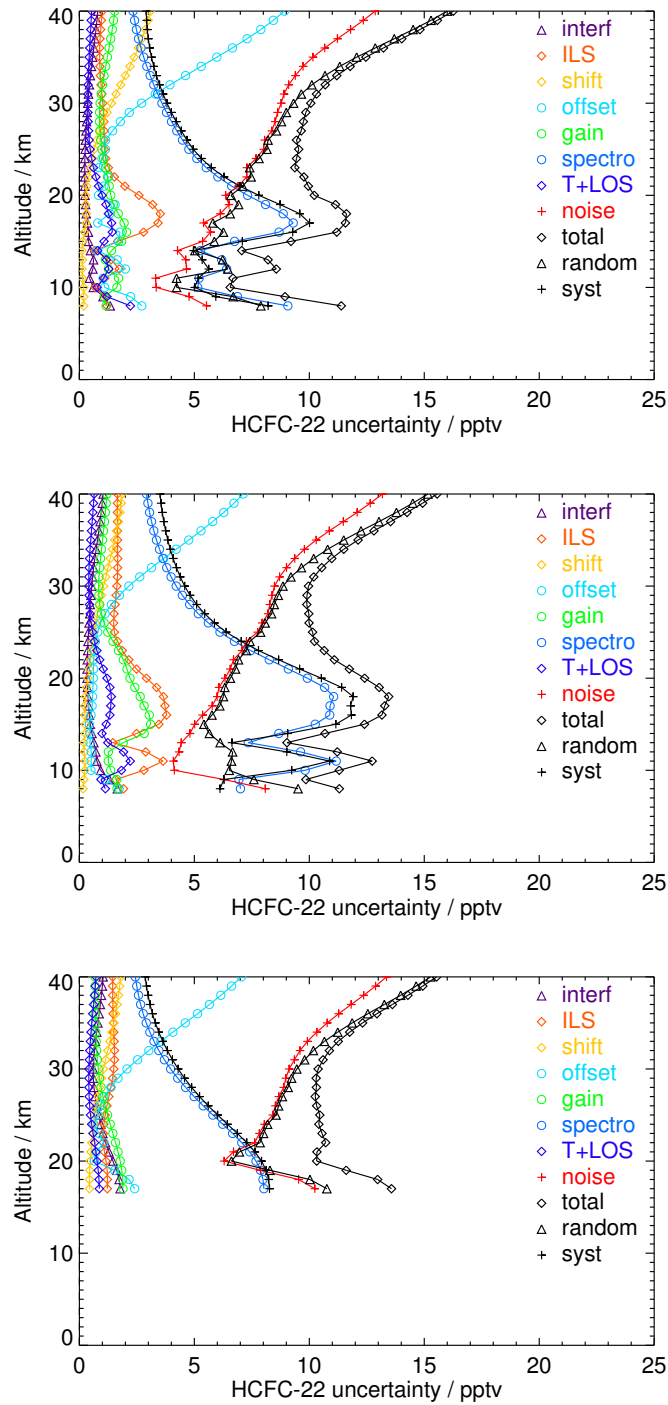 40
30
20
10
0
Altitude / km
0 5 10 15 20 25
HCFC-22 uncertainty / pptv
interf
ILS
shift
offset
gain
spectro
T+LOS
noise
total
random
syst
40
30
20
10
0
Altitude / km
0 5 10 15 20 25
HCFC-22 uncertainty / pptv
interf
ILS
shift
offset
gain
spectro
T+LOS
noise
total
random
syst
40
30
20
10
0
Altitude / km
0 5 10 15 20 25
HCFC-22 uncertainty / pptv
interf
ILS
shift
offset
gain
spectro
T+LOS
noise
total
random
syst